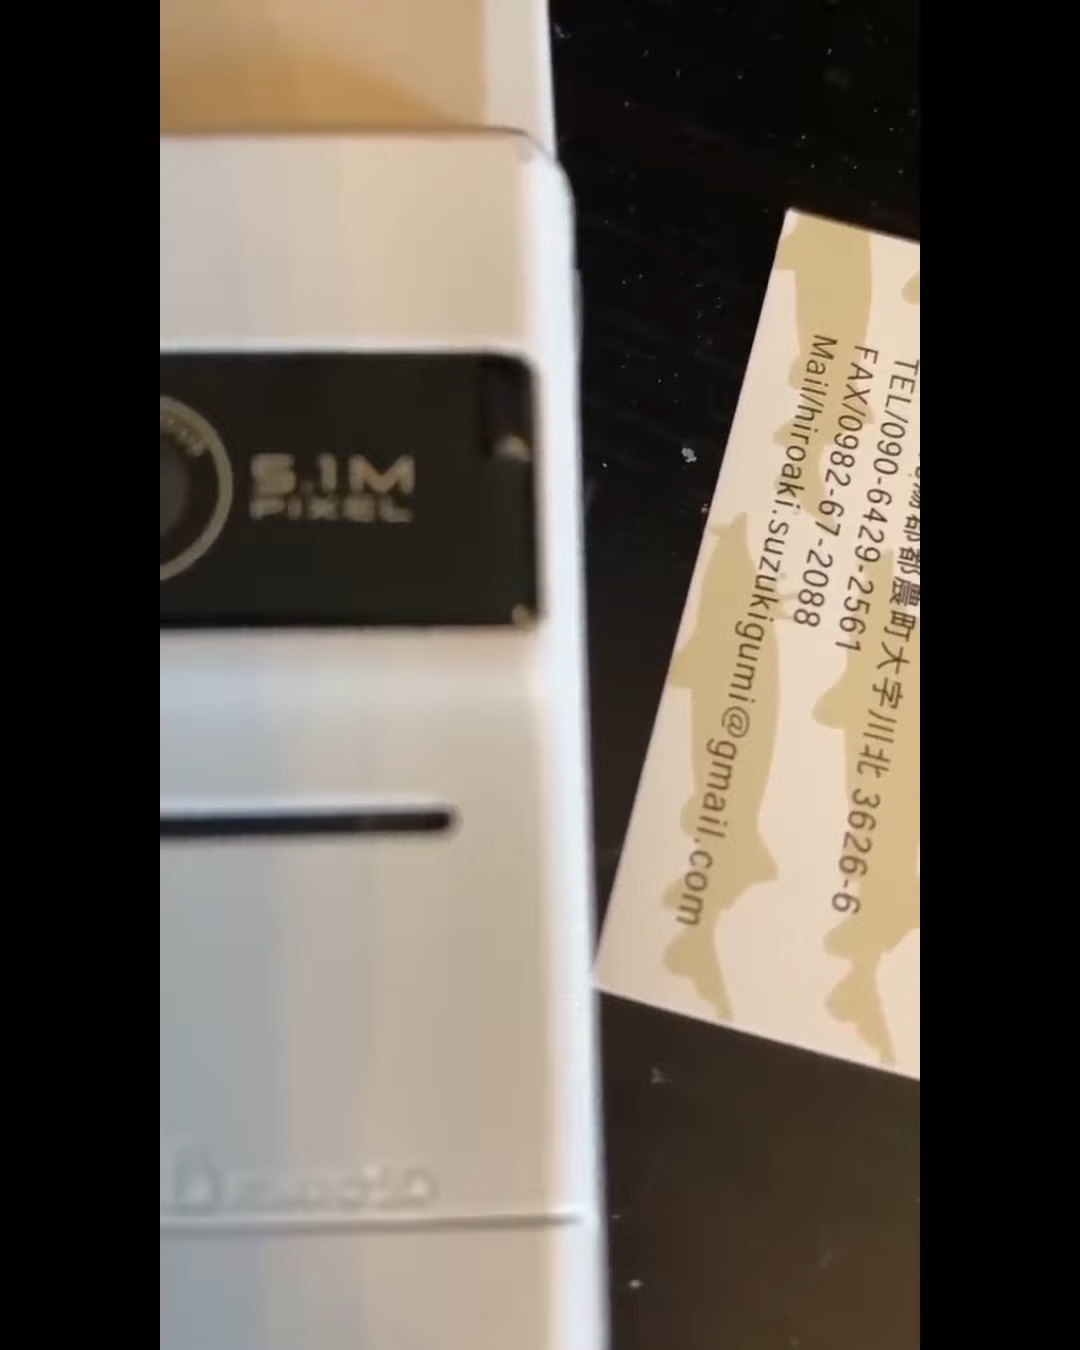 5.1M
PIXEL
都農町大字川北 3626-6
TEL/090-6429-2561
FAX/0982-67-2088
Mail/hiroaki.suzukigumi@gmail.com